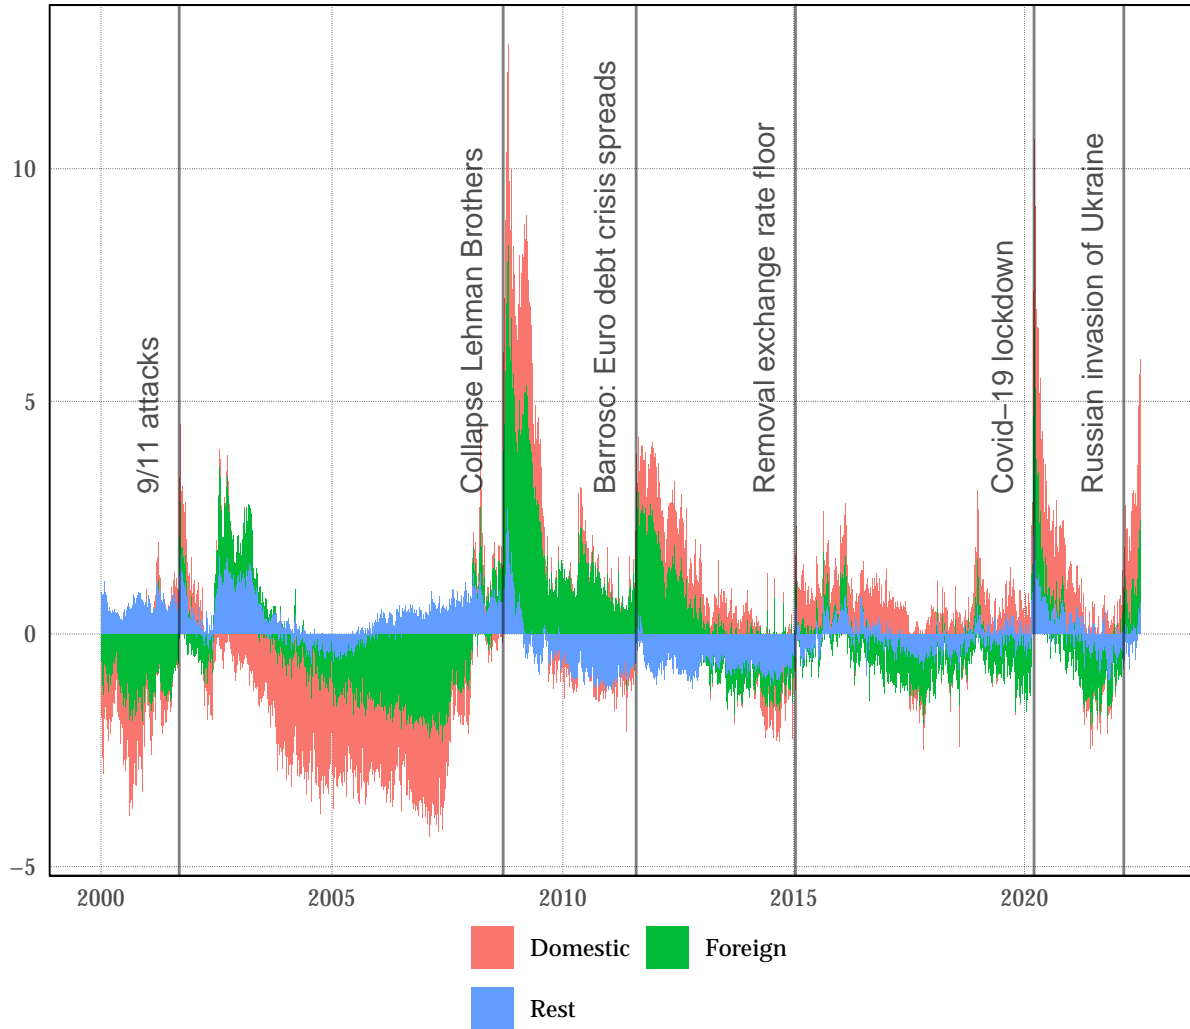 10
5
0
−5
9/11 attacks
Collapse Lehman Brothers
Barroso: Euro debt crisis spreads
Removal exchange rate floor
Covid−19 lockdown
Russian invasion of Ukraine
2000 2005 2010 2015 2020
Domestic Foreign
Rest